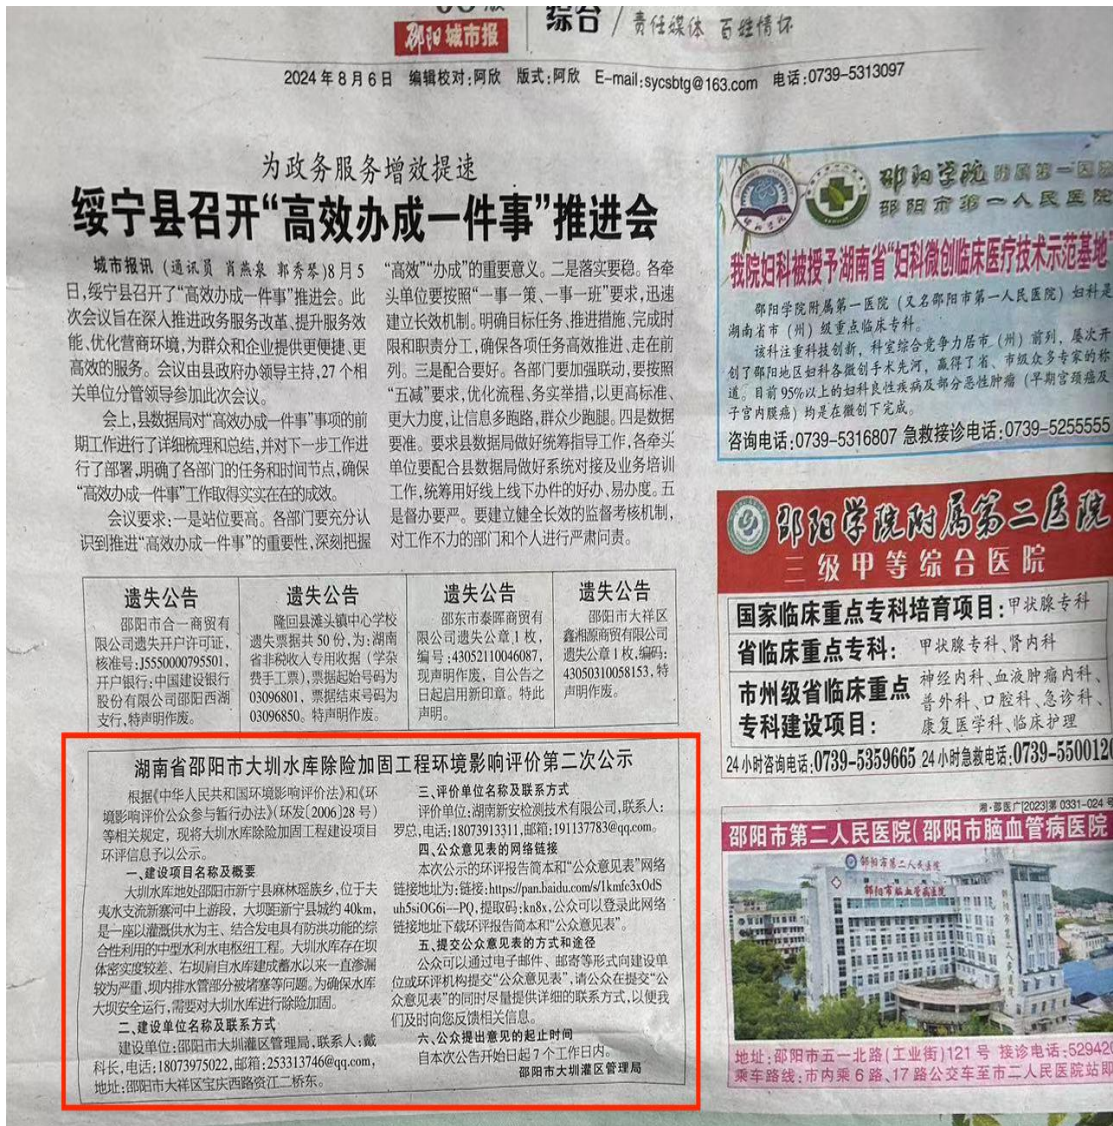 邵阳城市报
综合
责任媒体 百姓情怀
2024年8月6日 编辑校对:阿欣 版式:阿欣 E-mail:sycsbtg@163.com 电话:0739-5313097
为政务服务增效提速
绥宁县召开“高效办成一件事”推进会
城市报讯(通讯员 肖燕泉 郭秀琴)8月5
日,绥宁县召开了“高效办成一件事”推进会。此
次会议旨在深入推进政务服务改革、提升服务效
能、优化营商环境,为群众和企业提供更便捷、更
高效的服务。会议由县政府办领导主持,27个相
关单位分管领导参加此次会议。
会上,县数据局对“高效办成一件事”事项的前
期工作进行了详细梳理和总结,并对下一步工作进
行了部署,明确了各部门的任务和时间节点,确保
“高效办成一件事”工作取得实实在在的成效。
会议要求:一是站位要高。各部门要充分认
识到推进“高效办成一件事”的重要性,深刻把握
“高效”“办成”的重要意义。二是落实要稳。各牵
头单位要按照“一事一策、一事一班”要求,迅速
建立长效机制。明确目标任务、推进措施、完成时
限和职责分工,确保各项任务高效推进、走在前
列。三是配合要好。各部门要加强联动,要按照
“五减”要求,优化流程、务实举措,以更高标准、
更大力度,让信息多跑路,群众少跑腿。四是数据
要准。要求县数据局做好统筹指导工作,各牵头
单位要配合县数据局做好系统对接及业务培训
工作,统筹用好线上线下办件的好办、易办度。五
是督办要严。要建立健全长效的监督考核机制,
对工作不力的部门和个人进行严肃问责。
遗失公告
邵阳市合一商贸有
限公司遗失开户许可证,
核准号:J5550000795501,
开户银行:中国建设银行
股份有限公司邵阳西湖
支行,特声明作废。
遗失公告
隆回县滩头镇中心学校
遗失票据共50份,为:湖南
省非税收入专用收据(学杂
费手工票),票据起始号码为
03096801,票据结束号码为
03096850。特声明作废。
遗失公告
邵东市泰晖商贸有
限公司遗失公章1枚,
编号:43052110046087,
现声明作废,自公告之
日起启用新印章。特此
声明。
遗失公告
邵阳市大祥区
鑫湘源商贸有限公司
遗失公章1枚,编码:
43050310058153,特
声明作废。
湖南省邵阳市大圳水库除险加固工程环境影响评价第二次公示
根据《中华人民共和国环境影响评价法》和《环
境影响评价公众参与暂行办法》(环发[2006]28号)
等相关规定,现将大圳水库除险加固工程建设项目
环评信息予以公示。
一、建设项目名称及概要
大圳水库地处邵阳市新宁县麻林瑶族乡,位于夫
夷水支流新寨河中上游段,大坝距新宁县城约40km,
是一座以灌溉供水为主、结合发电具有防洪功能的综
合性利用的中型水利水电枢纽工程。大圳水库存在坝
体密实度较差、右坝肩自水库建成蓄水以来一直渗漏
较为严重,坝内排水管部分被堵塞等问题。为确保水库
大坝安全运行,需要对大圳水库进行除险加固。
二、建设单位名称及联系方式
建设单位:邵阳市大圳灌区管理局,联系人:戴
科长,电话:18073975022,邮箱:253313746@qq.com,
地址:邵阳市大祥区宝庆西路资江二桥东。
三、评价单位名称及联系方式
评价单位:湖南新安检测技术有限公司,联系人:
罗总,电话:18073913311,邮箱:191137783@qq.com。
四、公众意见表的网络链接
本次公示的环评报告简本和“公众意见表”网络
链接地址为:链接:https://pan.baidu.com/s/1kmfc3xOdS
uh5siOG6i—PQ,提取码:kn8x,公众可以登录此网络
链接地址下载环评报告简本和“公众意见表”。
五、提交公众意见表的方式和途径
公众可以通过电子邮件、邮寄等形式向建设单
位或环评机构提交“公众意见表”,请公众在提交“公
众意见表”的同时尽量提供详细的联系方式,以便我
们及时向您反馈相关信息。
六、公众提出意见的起止时间
自本次公告开始日起7个工作日内。
邵阳市大圳灌区管理局
邵阳学院附属第一医院
邵阳市第一人民医院
我院妇科被授予湖南省“妇科微创临床医疗技术示范基地
邵阳学院附属第一医院(又名邵阳市第一人民医院)妇科是
湖南省市(州)级重点临床专科。
该科注重科技创新,科室综合竞争力居市(州)前列,屡次开
创了邵阳地区妇科各微创手术先河,赢得了省、市级众多专家的称
道。目前95%以上的妇科良性疾病及部分恶性肿瘤(早期宫颈癌及
子宫内膜癌)均是在微创下完成。
咨询电话:0739-5316807 急救接诊电话:0739-5255555
邵阳学院附属第二医院
三级甲等综合医院
国家临床重点专科培育项目:甲状腺专科
省临床重点专科: 甲状腺专科、肾内科
市州级省临床重点
专科建设项目:
神经内科、血液肿瘤内科、
普外科、口腔科、急诊科、
康复医学科、临床护理
24小时咨询电话:0739-5359665 24小时急救电话:0739-5500120
湘·邵医广[2023]第0331-024号
邵阳市第二人民医院(邵阳市脑血管病医院
邵阳市第二人民医院
邵阳市脑血管病医院
地址:邵阳市五一北路(工业街)121号 接诊电话:529420
乘车路线:市内乘6路、17路公交车至市二人民医院站即